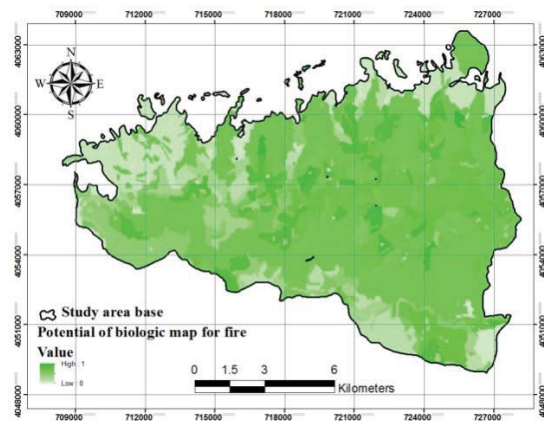 709000 712000 715000 718000 721000 724000 727000
4063000 4063000
4060000 4060000
4057000 4057000
4054000 4054000
4051000 4051000
4048000 4048000
N
W E
S
Study area base
Potential of biologic map for fire
Value
High : 1
Low : 0
0 1.5 3 6
Kilometers
709000 712000 715000 718000 721000 724000 727000